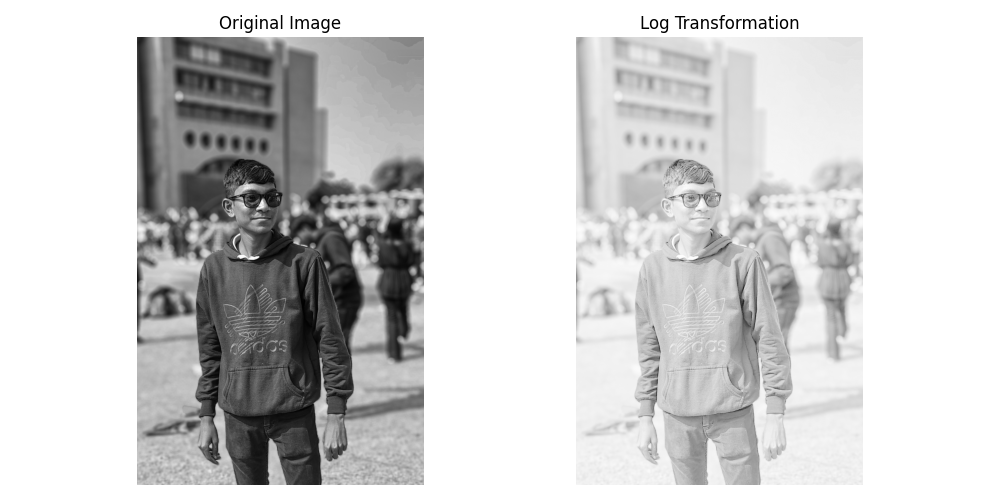 Original Image
Log Transformation
adidas
adidas